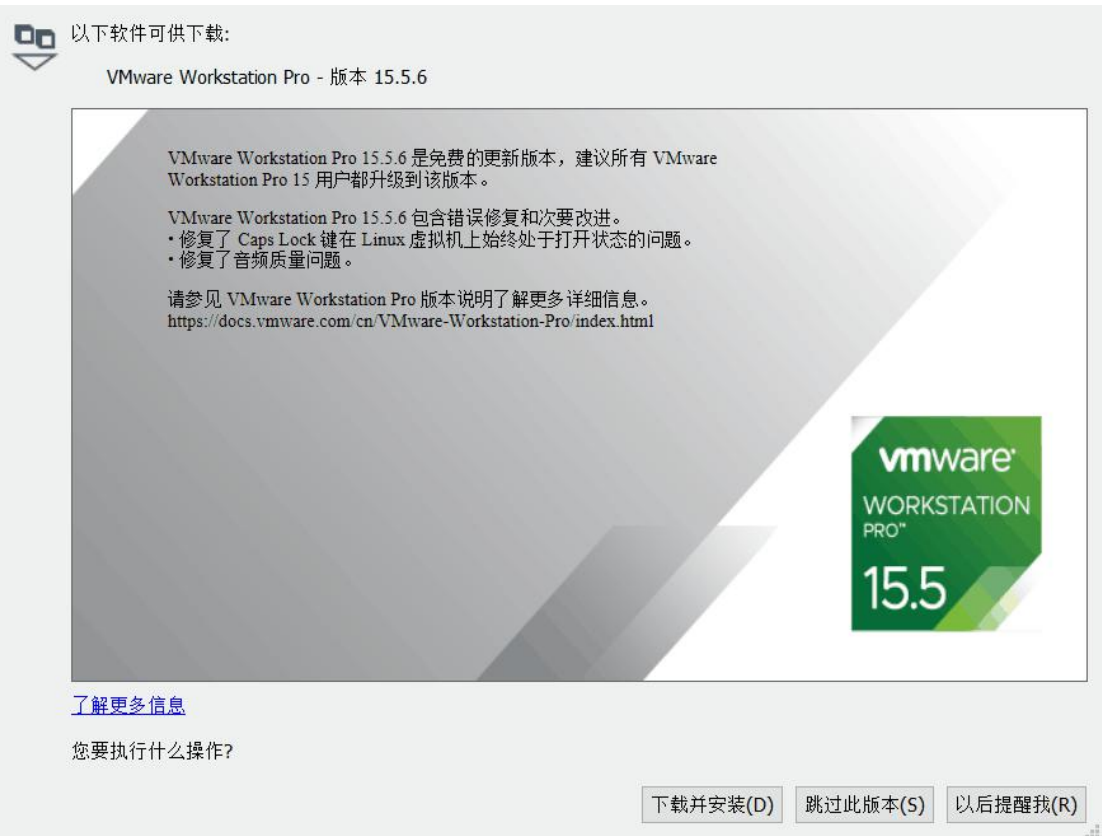 以下软件可供下载:
VMware Workstation Pro - 版本 15.5.6
VMware Workstation Pro 15.5.6 是免费的更新版本，建议所有 VMware
Workstation Pro 15 用户都升级到该版本。
VMware Workstation Pro 15.5.6 包含错误修复和次要改进。
• 修复了 Caps Lock 键在 Linux 虚拟机上始终处于打开状态的问题。
• 修复了音频质量问题。
请参见 VMware Workstation Pro 版本说明了解更多详细信息。
https://docs.vmware.com/cn/VMware-Workstation-Pro/index.html
vmware
WORKSTATION
PRO™
15.5
了解更多信息
您要执行什么操作?
下载并安装(D) 跳过此版本(S) 以后提醒我(R)